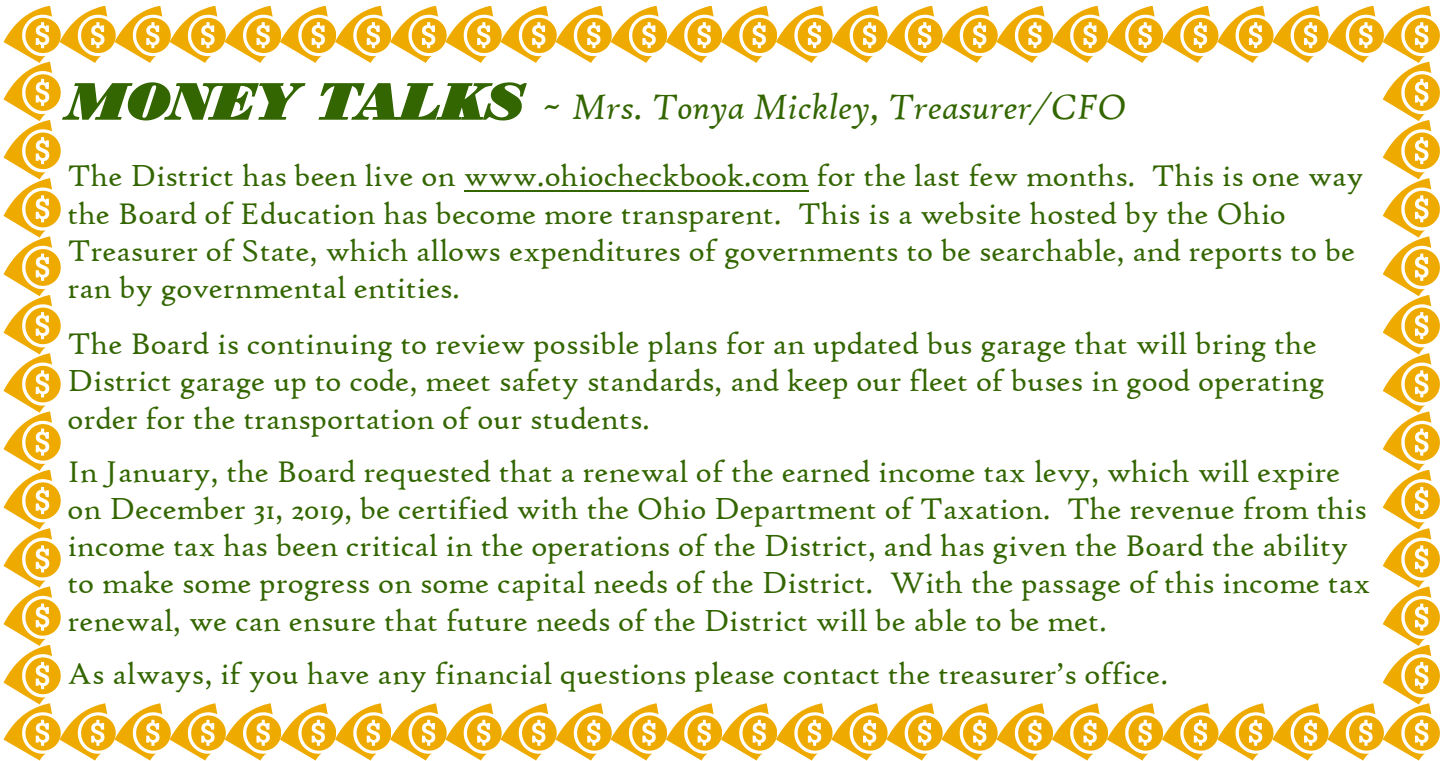 MONEY TALKS ~ Mrs. Tonya Mickley, Treasurer/CFO
The District has been live on www.ohiocheckbook.com for the last few months.  This is one way
the Board of Education has become more transparent.  This is a website hosted by the Ohio
Treasurer of State, which allows expenditures of governments to be searchable, and reports to be
ran by governmental entities.
The Board is continuing to review possible plans for an updated bus garage that will bring the
District garage up to code, meet safety standards, and keep our fleet of buses in good operating
order for the transportation of our students.
In January, the Board requested that a renewal of the earned income tax levy, which will expire
on December 31, 2019, be certified with the Ohio Department of Taxation.  The revenue from this
income tax has been critical in the operations of the District, and has given the Board the ability
to make some progress on some capital needs of the District.  With the passage of this income tax
renewal, we can ensure that future needs of the District will be able to be met.
As always, if you have any financial questions please contact the treasurer’s office.